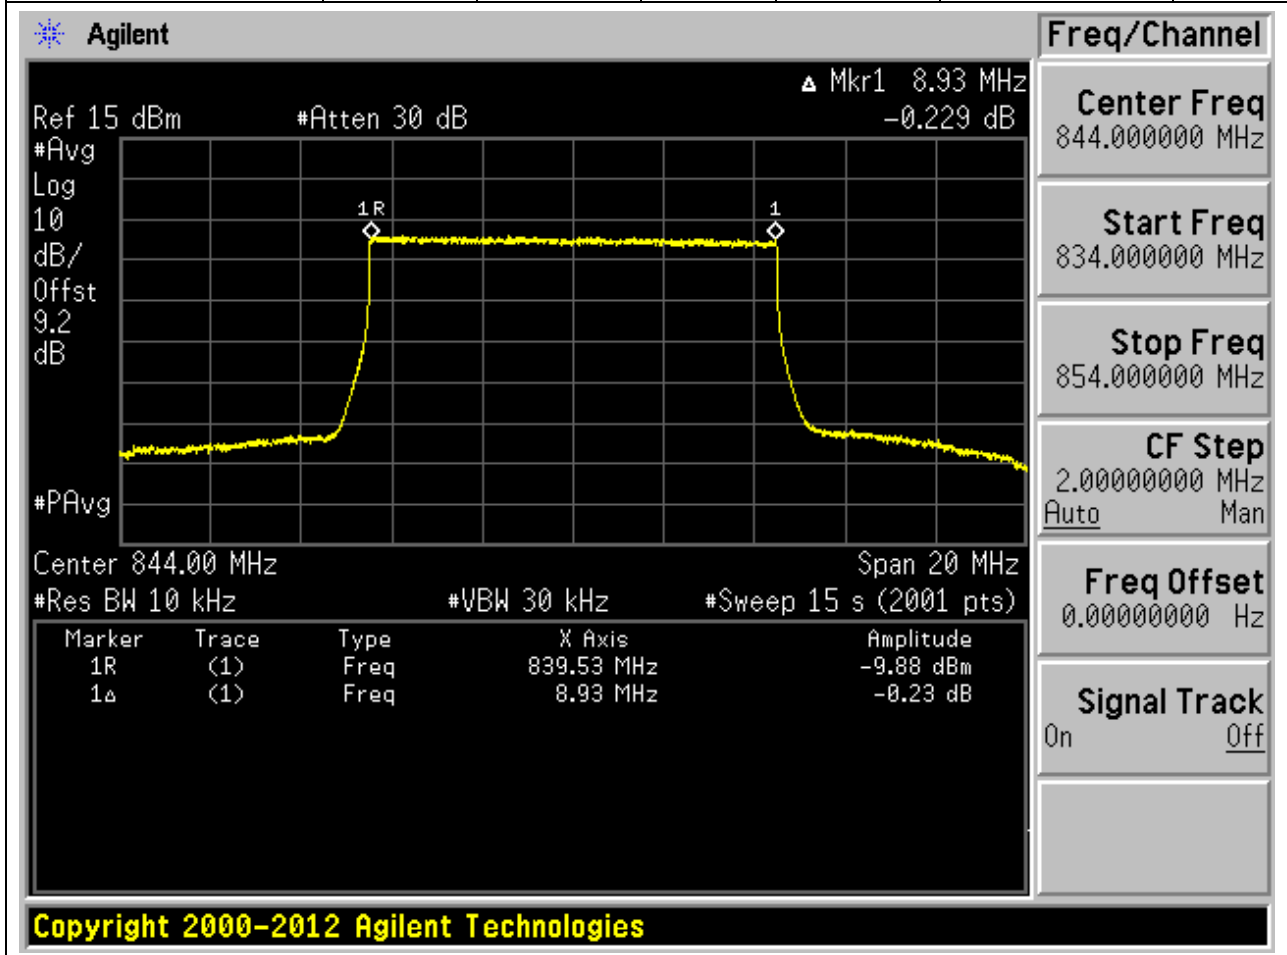 Agilent
Freq/Channel
Δ Mkr1 8.93 MHz
Ref 15 dBm #Atten 30 dB -0.229 dB
#Avg
Log
10
dB/
Offst
9.2
dB
1R 1
#PAvg
Center 844.00 MHz Span 20 MHz
#Res BW 10 kHz #VBW 30 kHz #Sweep 15 s (2001 pts)
Marker Trace Type X Axis Amplitude
1R (1) Freq 839.53 MHz -9.88 dBm
1Δ (1) Freq 8.93 MHz -0.23 dB
Center Freq
844.000000 MHz
Start Freq
834.000000 MHz
Stop Freq
854.000000 MHz
CF Step
2.00000000 MHz
Auto Man
Freq Offset
0.00000000 Hz
Signal Track
On Off
Copyright 2000-2012 Agilent Technologies